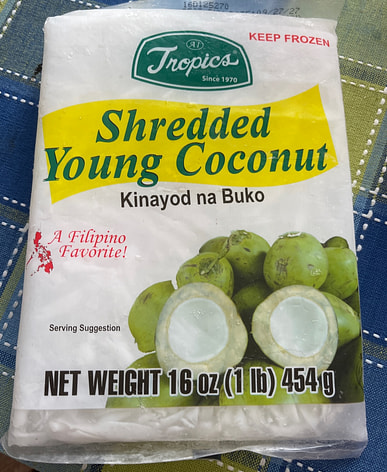 KEEP FROZEN
A1
Tropics
Since 1970
Shredded
Young Coconut
Kinayod na Buko
A Filipino
Favorite!
Serving Suggestion
NET WEIGHT 16 oz (1 lb) 454 g